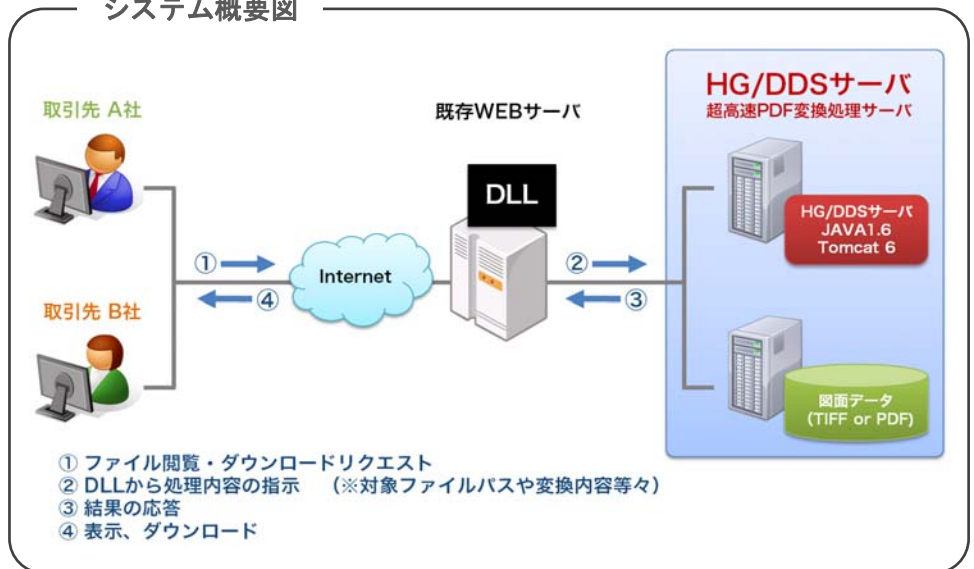 システム概要図
取引先 A社
既存WEBサーバ
HG/DDSサーバ
超高速PDF変換処理サーバ
DLL
HG/DDSサーバ
JAVA1.6
Tomcat 6
① ②
Internet
④ ③
取引先 B社
図面データ
(TIFF or PDF)
① ファイル閲覧・ダウンロードリクエスト
② DLLから処理内容の指示 (※対象ファイルパスや変換内容等々)
③ 結果の応答
④ 表示、ダウンロード